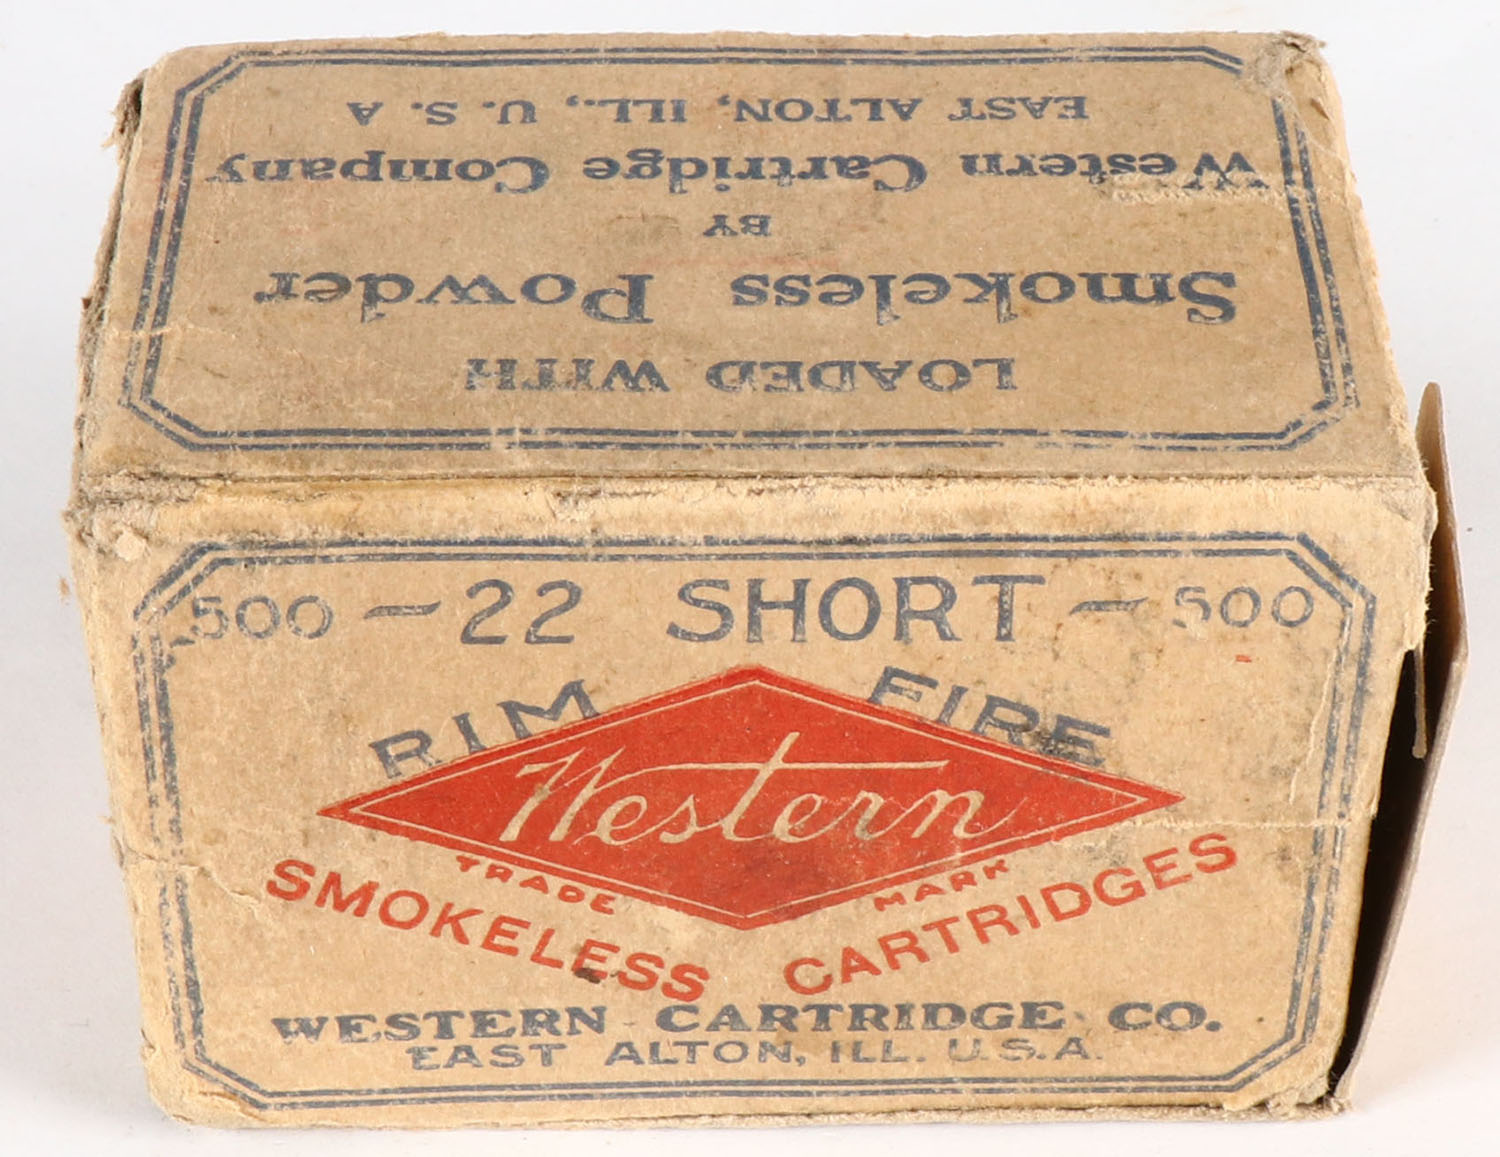 LOADED WITH
Smokeless Powder
BY
Western Cartridge Company
EAST ALTON, ILL., U. S. A
500 — 22 SHORT — 500
RIM FIRE
Western
TRADE MARK
SMOKELESS CARTRIDGES
WESTERN CARTRIDGE CO.
EAST ALTON, ILL. U.S.A.